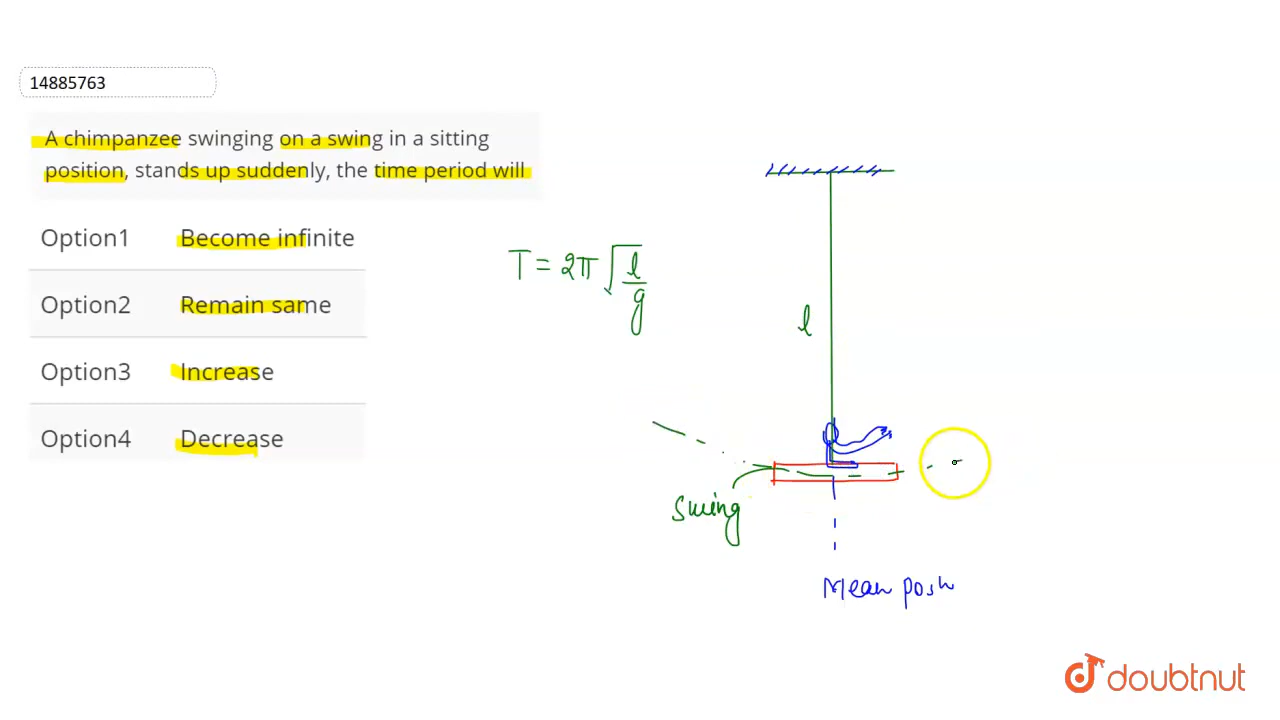 14885763
A chimpanzee swinging on a swing in a sitting
position, stands up suddenly, the time period will
Option1 Become infinite
Option2 Remain same
Option3 Increase
Option4 Decrease
T = 2π √l/g
l
Swing
Mean posn
doubtnut